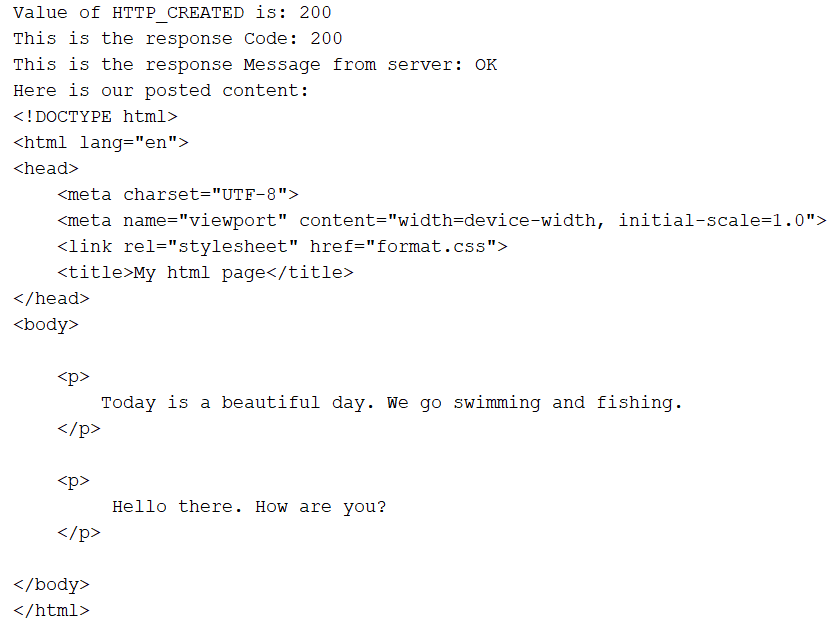 Value of HTTP_CREATED is: 200
This is the response Code: 200
This is the response Message from server: OK
Here is our posted content:
<!DOCTYPE html>
<html lang="en">
<head>
    <meta charset="UTF-8">
    <meta name="viewport" content="width=device-width, initial-scale=1.0">
    <link rel="stylesheet" href="format.css">
    <title>My html page</title>
</head>
<body>

    <p>
        Today is a beautiful day. We go swimming and fishing.
    </p>

    <p>
         Hello there. How are you?
    </p>

</body>
</html>